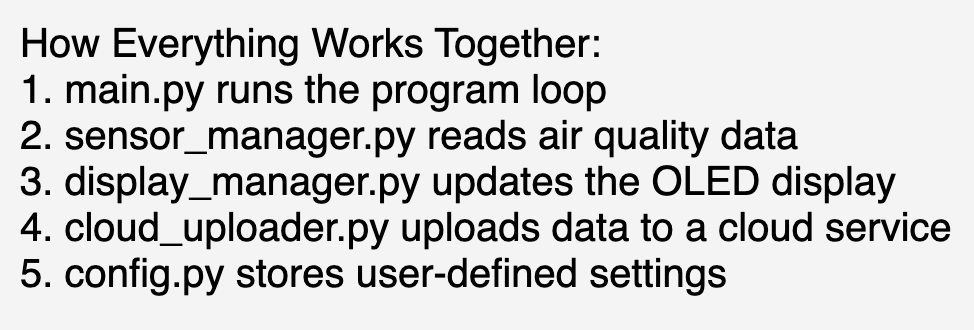 How Everything Works Together:
1. main.py runs the program loop
2. sensor_manager.py reads air quality data
3. display_manager.py updates the OLED display
4. cloud_uploader.py uploads data to a cloud service
5. config.py stores user-defined settings